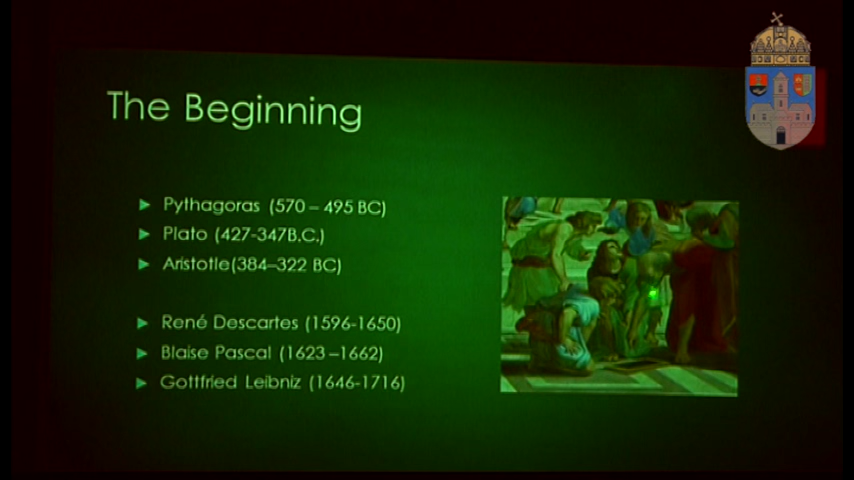 The Beginning
Pythagoras (570 – 495 BC)
Plato (427-347B.C.)
Aristotle(384–322 BC)
René Descartes (1596-1650)
Blaise Pascal (1623 –1662)
Gottfried Leibniz (1646-1716)